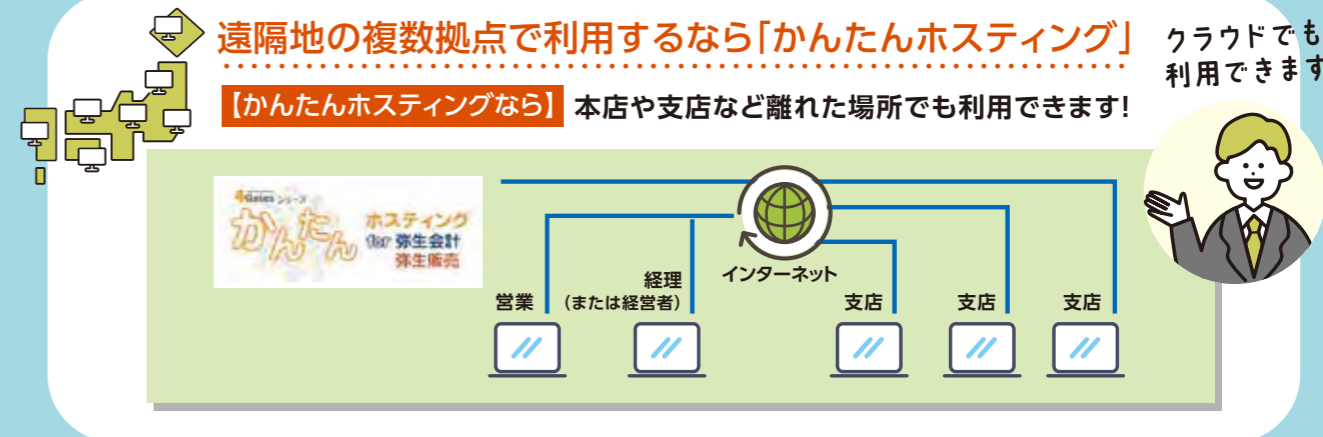 遠隔地の複数拠点で利用するなら「かんたんホスティング」
クラウドでも
利用できます
【かんたんホスティングなら】 本店や支店など離れた場所でも利用できます!
シリーズ
かんたん
ホスティング
for 弥生会計
弥生販売
インターネット
営業
経理
(または経営者)
支店
支店
支店